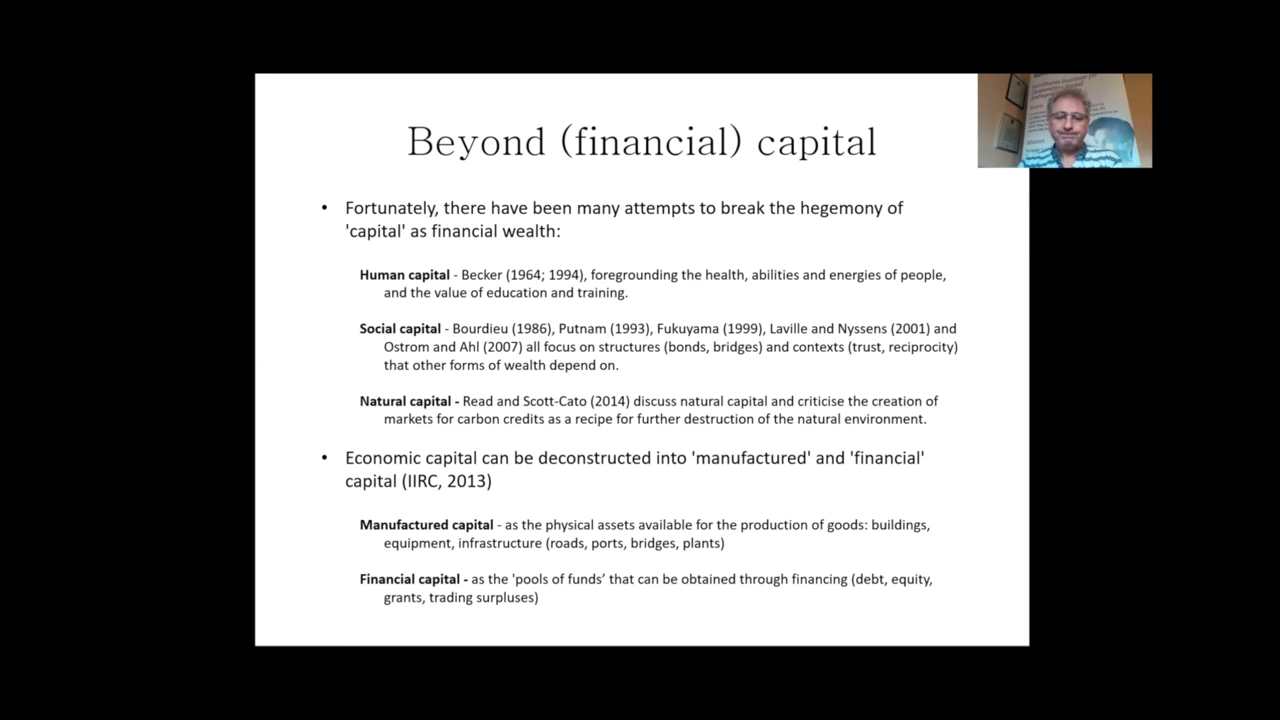 Beyond (financial) capital
• Fortunately, there have been many attempts to break the hegemony of
'capital' as financial wealth:
Human capital - Becker (1964; 1994), foregrounding the health, abilities and energies of people,
and the value of education and training.
Social capital - Bourdieu (1986), Putnam (1993), Fukuyama (1999), Laville and Nyssens (2001) and
Ostrom and Ahl (2007) all focus on structures (bonds, bridges) and contexts (trust, reciprocity)
that other forms of wealth depend on.
Natural capital - Read and Scott-Cato (2014) discuss natural capital and criticise the creation of
markets for carbon credits as a recipe for further destruction of the natural environment.
• Economic capital can be deconstructed into 'manufactured' and 'financial'
capital (IIRC, 2013)
Manufactured capital - as the physical assets available for the production of goods: buildings,
equipment, infrastructure (roads, ports, bridges, plants)
Financial capital - as the 'pools of funds’ that can be obtained through financing (debt, equity,
grants, trading surpluses)